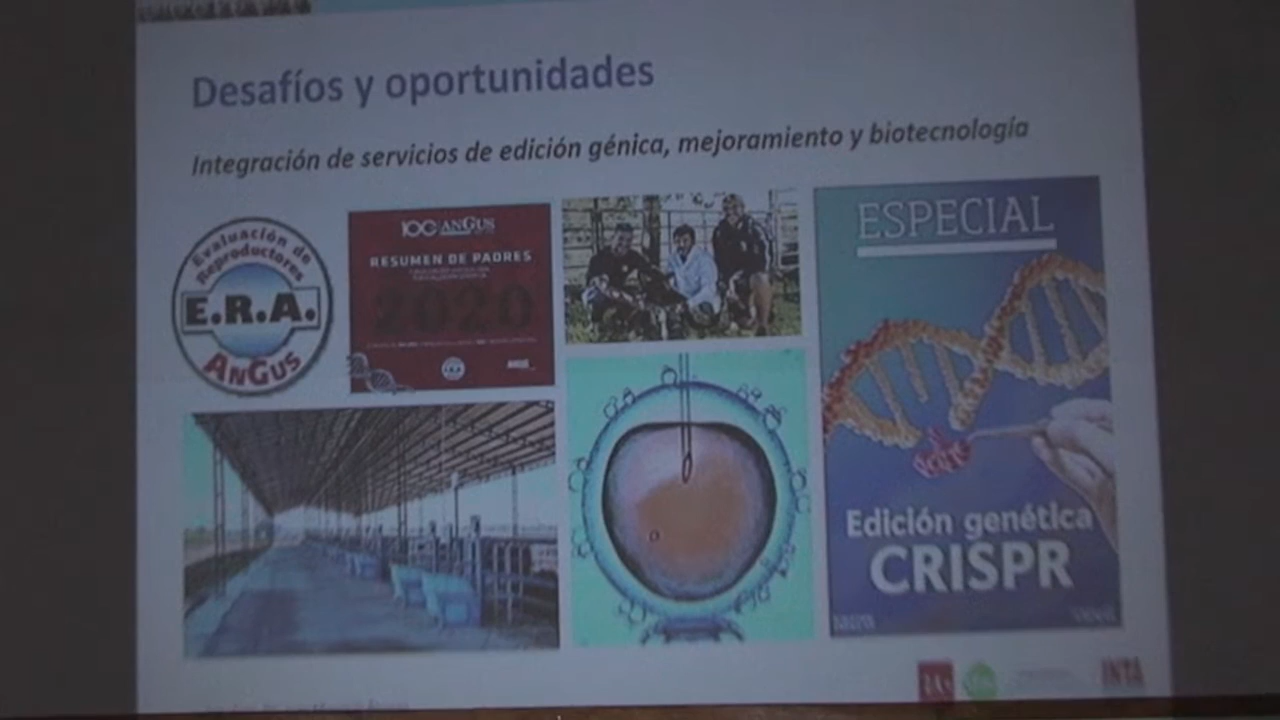 Desafíos y oportunidades
Integración de servicios de edición génica, mejoramiento y biotecnología
Evaluación de
Reproductores
E.R.A.
ANGUS
100 ANGUS
RESUMEN DE PADRES
2020
ESPECIAL
Edición genética
CRISPR
INTA